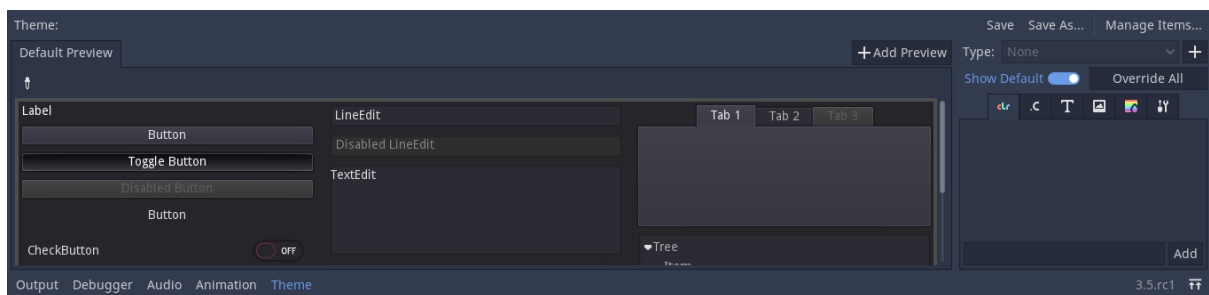 Theme:
Save Save As... Manage Items...
Default Preview
+Add Preview
Type: None
Show Default
Override All
clr .C T
Label
Button
Toggle Button
Disabled Button
Button
CheckButton
OFF
LineEdit
Disabled LineEdit
TextEdit
Tab 1 Tab 2 Tab 3
Tree
Item
Add
Output Debugger Audio Animation Theme
3.5.rc1